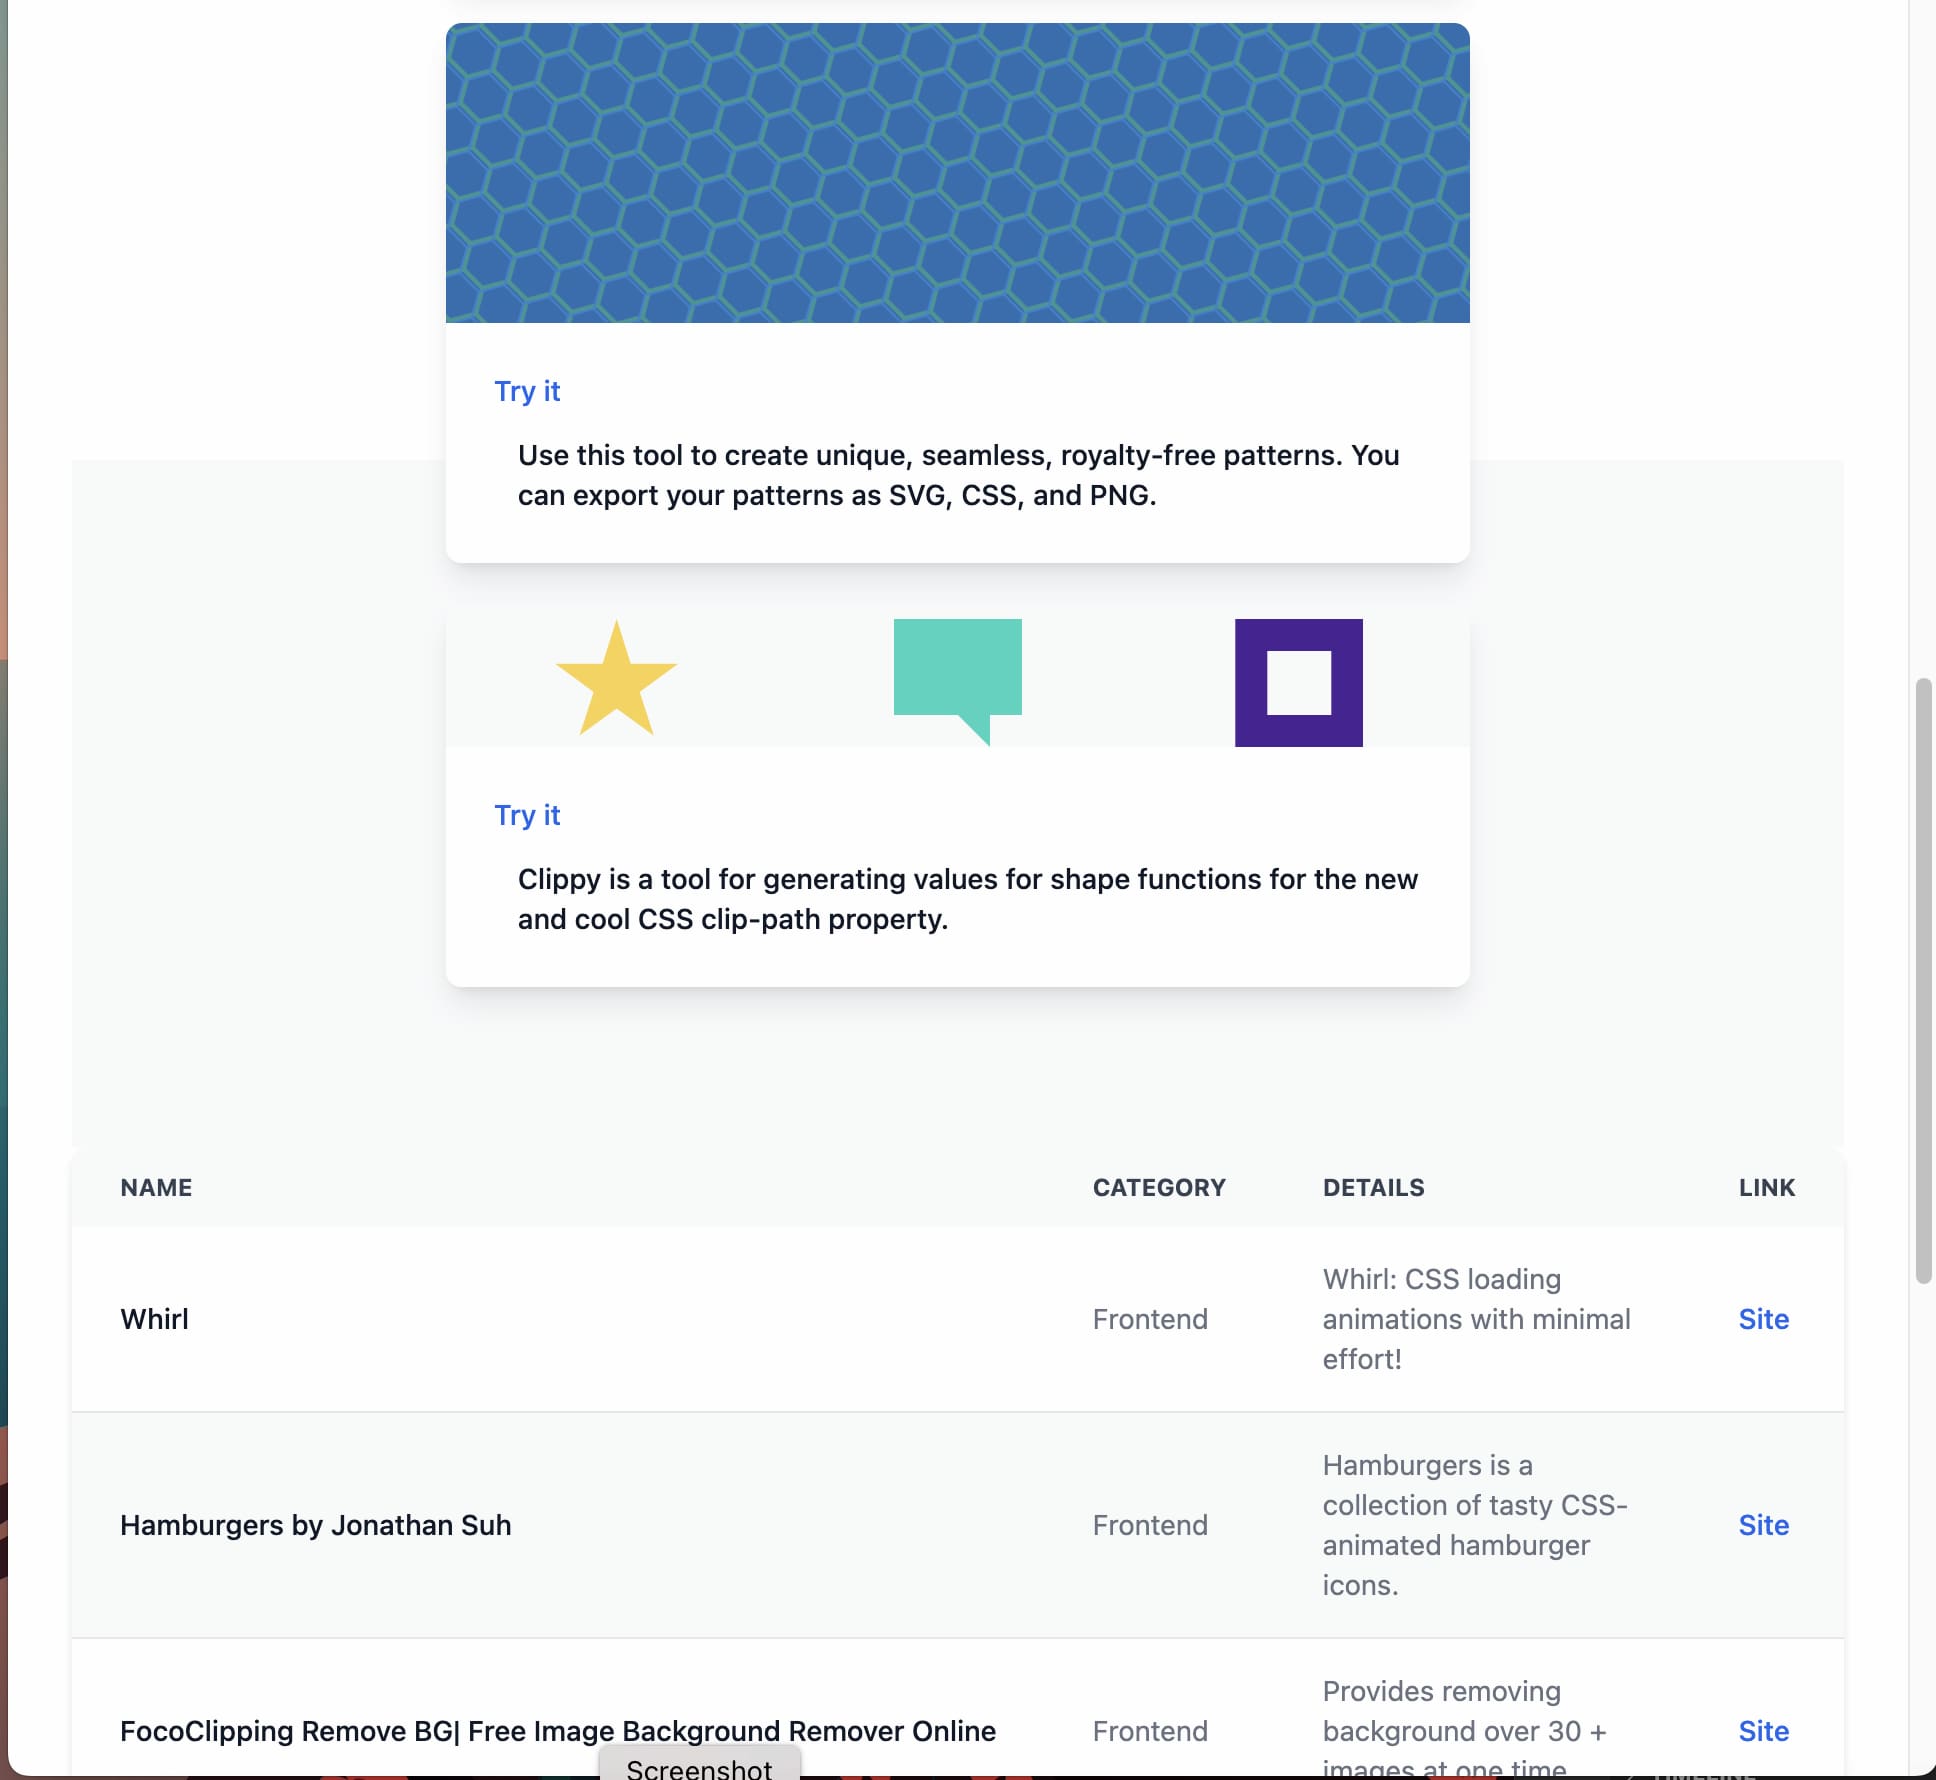 Try it
Use this tool to create unique, seamless, royalty-free patterns. You
can export your patterns as SVG, CSS, and PNG.
Try it
Clippy is a tool for generating values for shape functions for the new
and cool CSS clip-path property.
NAME CATEGORY DETAILS LINK
Whirl Frontend Whirl: CSS loading
animations with minimal
effort! Site
Hamburgers by Jonathan Suh Frontend Hamburgers is a
collection of tasty CSS-
animated hamburger
icons. Site
FocoClipping Remove BG| Free Image Background Remover Online Frontend Provides removing
background over 30 +
images at one time Site
Screenshot
TIMELINE